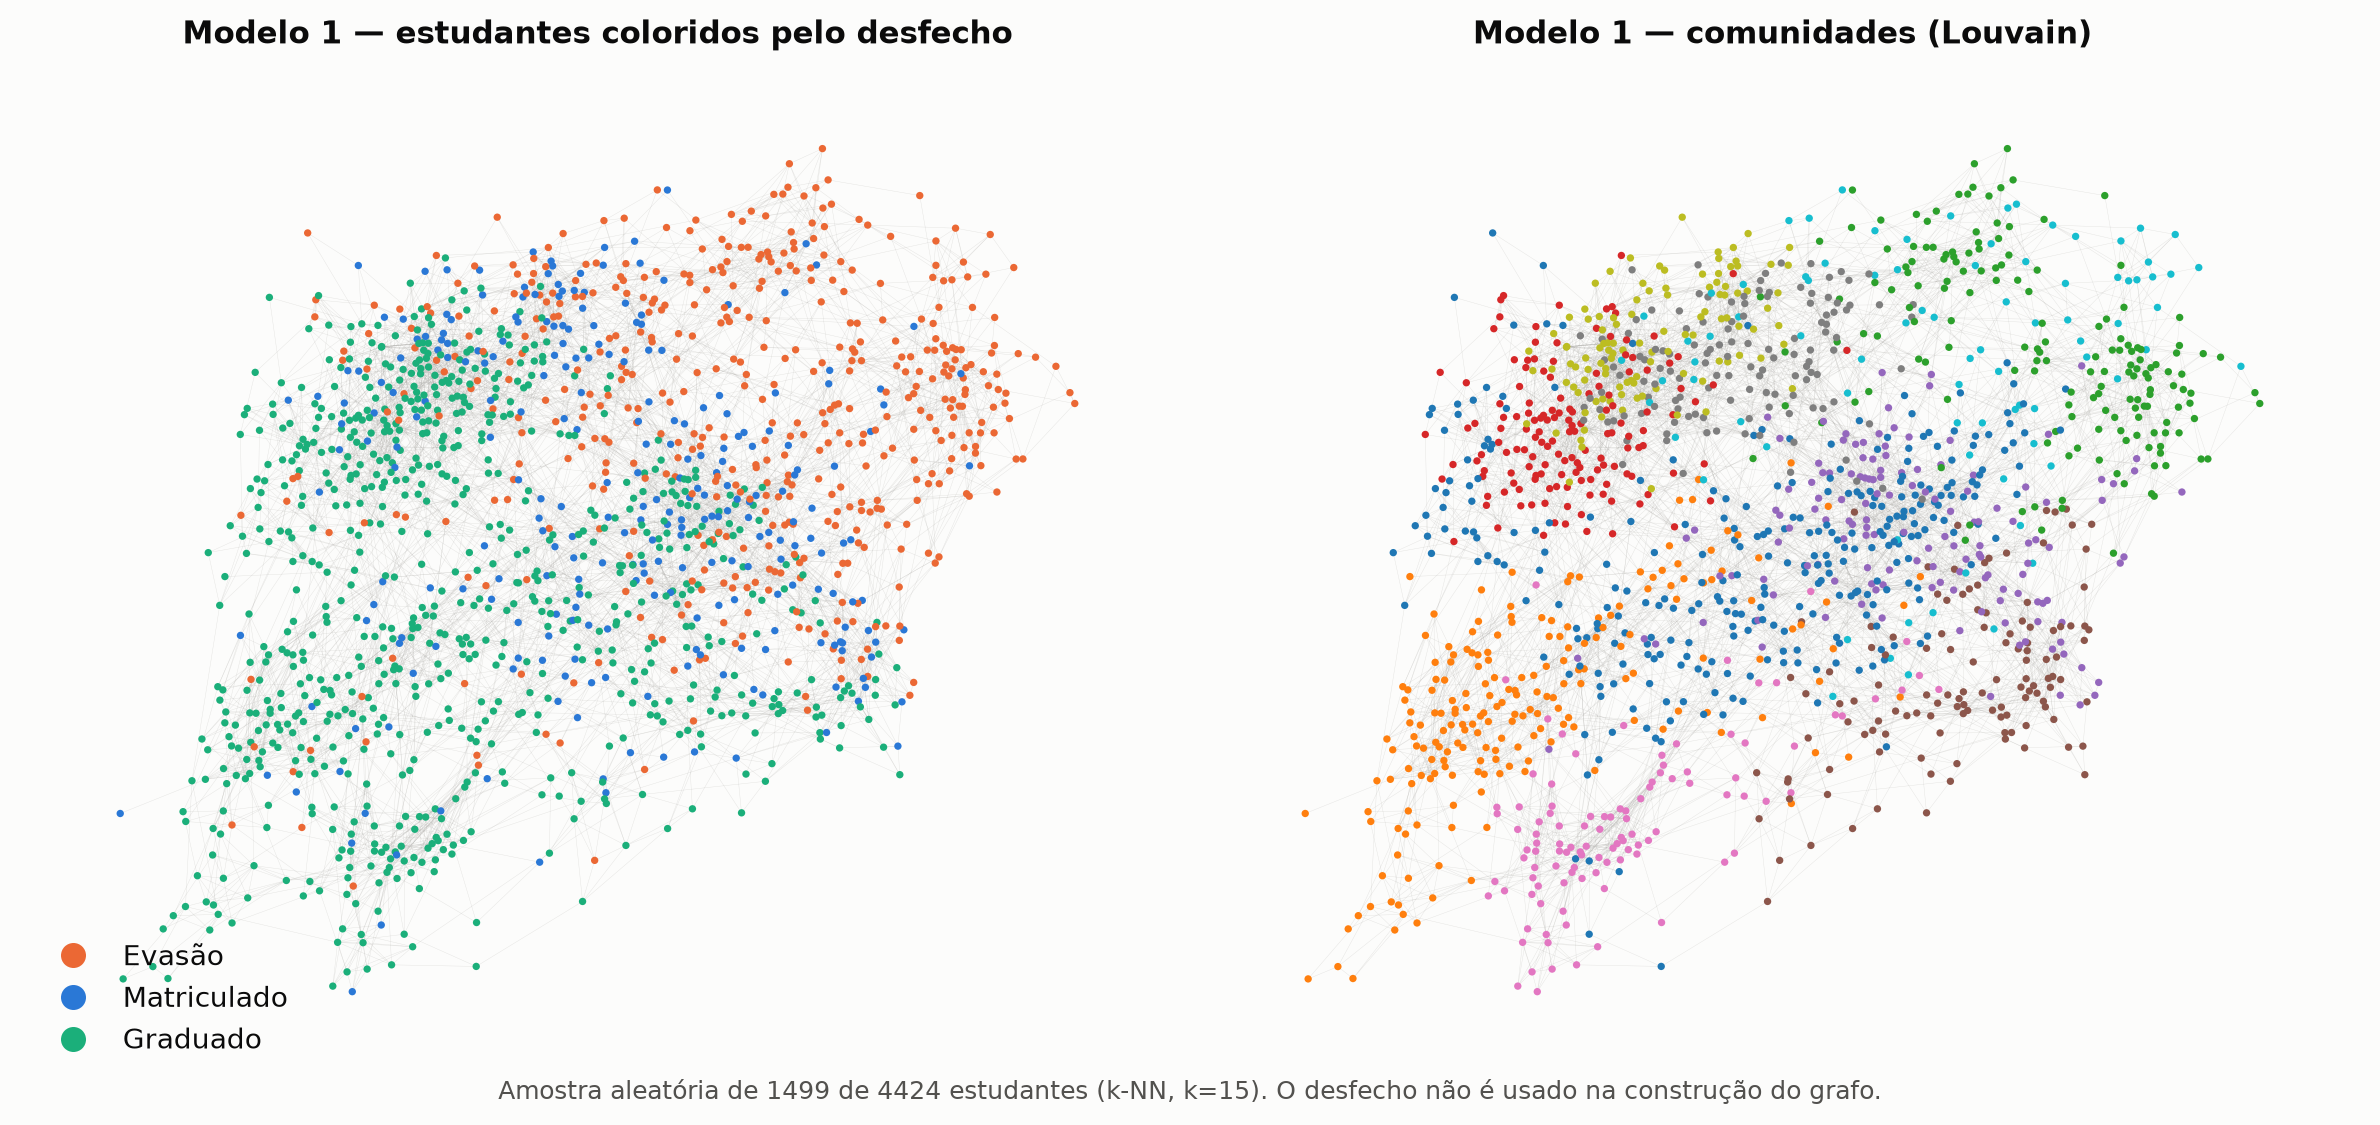 Modelo 1 — estudantes coloridos pelo desfecho
Modelo 1 — comunidades (Louvain)
Evasão
Matriculado
Graduado
Amostra aleatória de 1499 de 4424 estudantes (k-NN, k=15). O desfecho não é usado na construção do grafo.